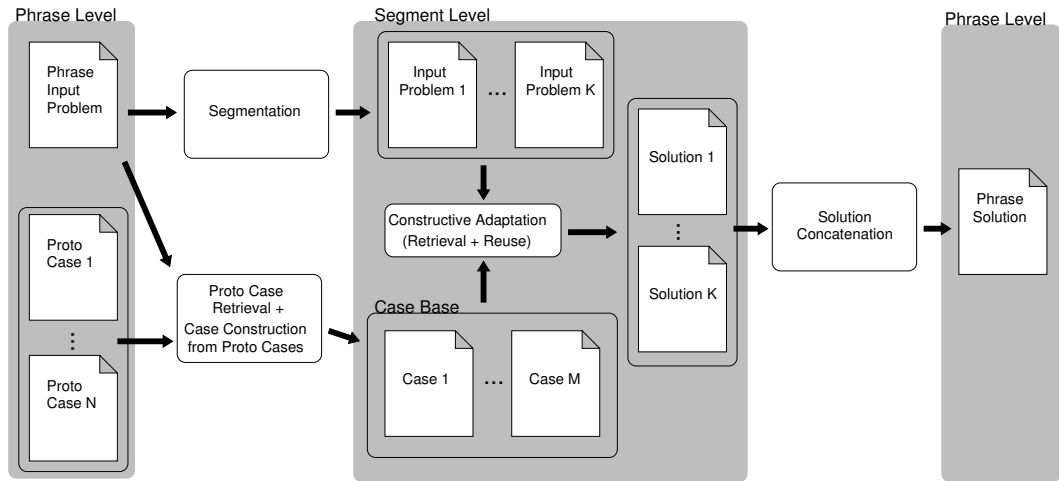 Phrase Level
Phrase
Input
Problem
Proto
Case 1
...
Proto
Case N
Segmentation
Proto Case
Retrieval +
Case Construction
from Proto Cases
Segment Level
Input
Problem 1
...
Input
Problem K
Constructive Adaptation
(Retrieval + Reuse)
Case Base
Case 1
...
Case M
Solution 1
...
Solution K
Solution
Concatenation
Phrase Level
Phrase
Solution